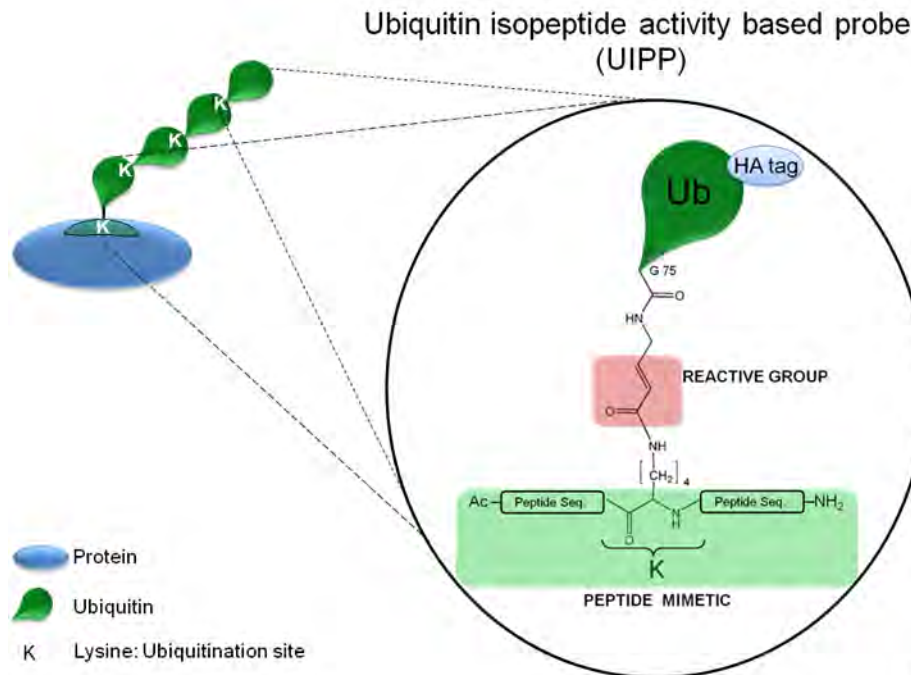 Ubiquitin isopeptide activity based probe
(UIPP)
K
K
K
K
HA tag
Ub
G 75
O
HN
REACTIVE GROUP
O
NH
[CH₂]₄
Ac
Peptide Seq.
N
H
Peptide Seq.
NH₂
O
K
PEPTIDE MIMETIC
Protein
Ubiquitin
K Lysine: Ubiquitination site